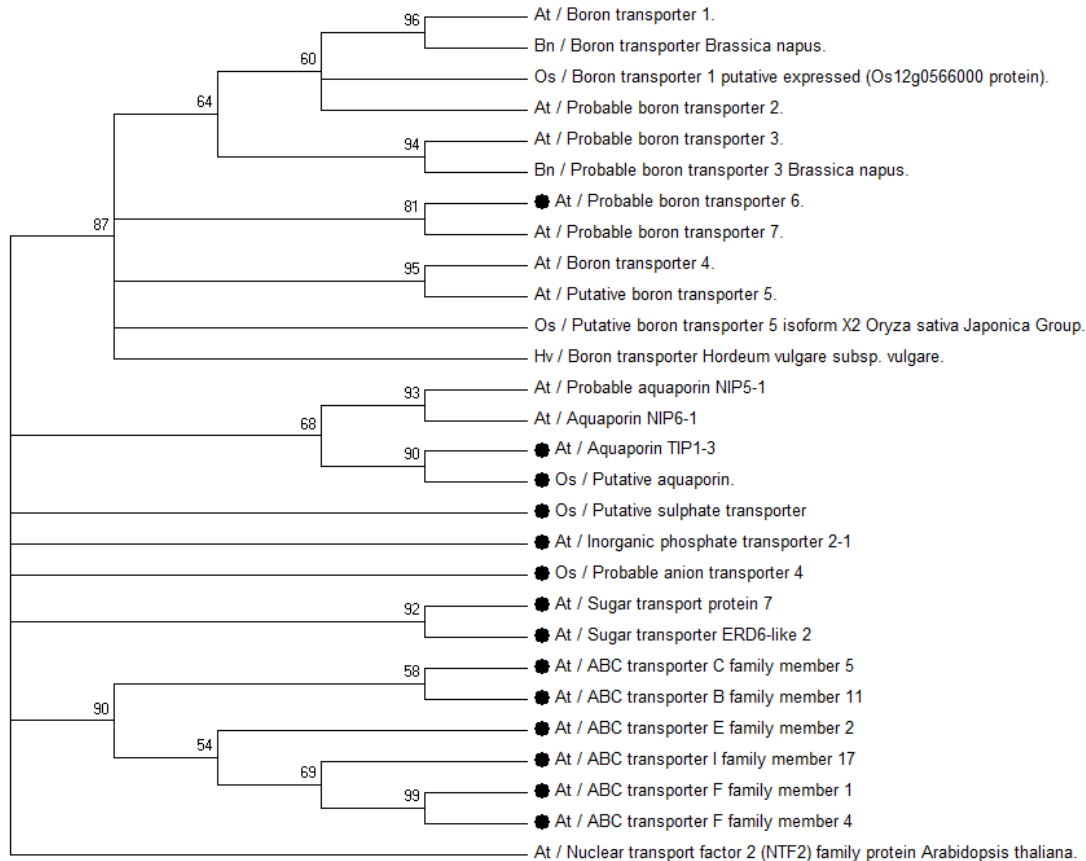 96
At / Boron transporter 1.
Bn / Boron transporter Brassica napus.
60
Os / Boron transporter 1 putative expressed (Os12g0566000 protein).
64
At / Probable boron transporter 2.
94
At / Probable boron transporter 3.
Bn / Probable boron transporter 3 Brassica napus.
81
At / Probable boron transporter 6.
87
At / Probable boron transporter 7.
95
At / Boron transporter 4.
At / Putative boron transporter 5.
Os / Putative boron transporter 5 isoform X2 Oryza sativa Japonica Group.
Hv / Boron transporter Hordeum vulgare subsp. vulgare.
93
At / Probable aquaporin NIP5-1
68
At / Aquaporin NIP6-1
90
At / Aquaporin TIP1-3
Os / Putative aquaporin.
Os / Putative sulphate transporter
At / Inorganic phosphate transporter 2-1
Os / Probable anion transporter 4
92
At / Sugar transport protein 7
At / Sugar transporter ERD6-like 2
58
At / ABC transporter C family member 5
90
At / ABC transporter B family member 11
54
At / ABC transporter E family member 2
69
At / ABC transporter I family member 17
99
At / ABC transporter F family member 1
At / ABC transporter F family member 4
At / Nuclear transport factor 2 (NTF2) family protein Arabidopsis thaliana.